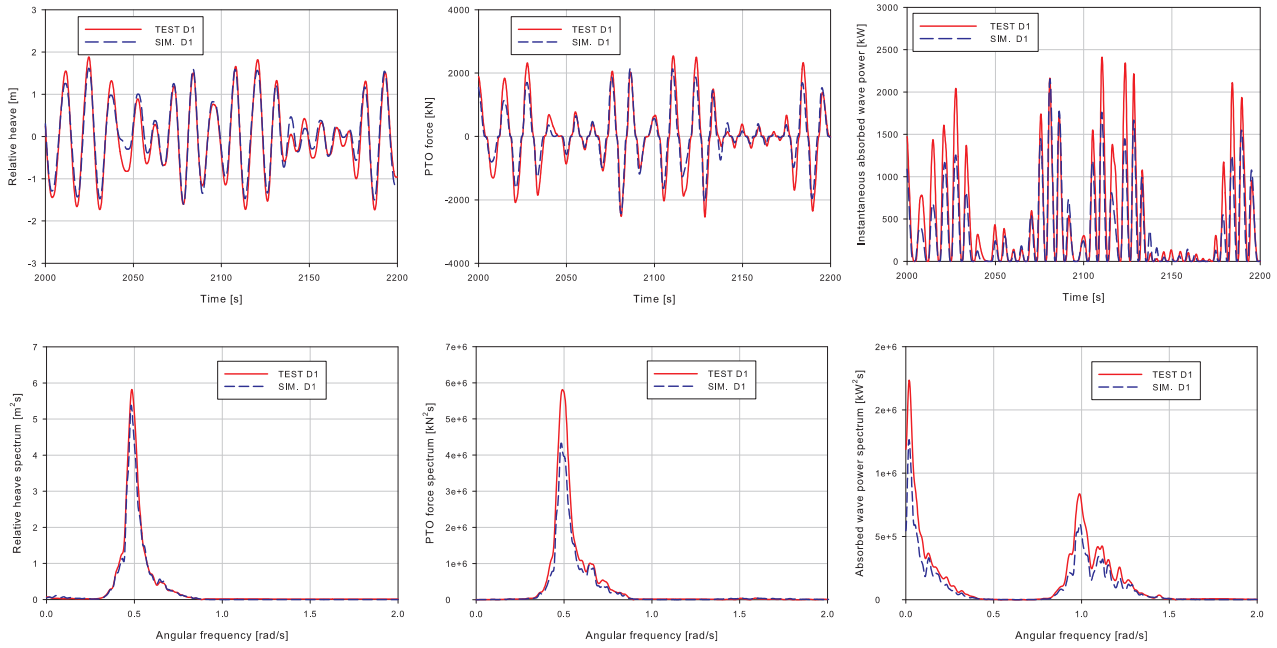 TEST D1
SIM. D1
Relative heave [m]
3
2
1
0
-1
-2
-3
2000
2050
2100
2150
2200
Time [s]
TEST D1
SIM. D1
PTO force [kN]
4000
2000
0
-2000
-4000
2000
2050
2100
2150
2200
Time [s]
TEST D1
SIM. D1
Instantaneous absorbed wave power [kW]
3000
2500
2000
1500
1000
500
0
2000
2050
2100
2150
2200
Time [s]
TEST D1
SIM. D1
Relative heave spectrum [m²s]
7
6
5
4
3
2
1
0
0.0
0.5
1.0
1.5
2.0
Angular frequency [rad/s]
TEST D1
SIM. D1
PTO force spectrum [kN²s]
7e+6
6e+6
5e+6
4e+6
3e+6
2e+6
1e+6
0
0.0
0.5
1.0
1.5
2.0
Angular frequency [rad/s]
TEST D1
SIM. D1
Absorbed wave power spectrum [kW²s]
2e+6
2e+6
1e+6
5e+5
0
0.0
0.5
1.0
1.5
2.0
Angular frequency [rad/s]